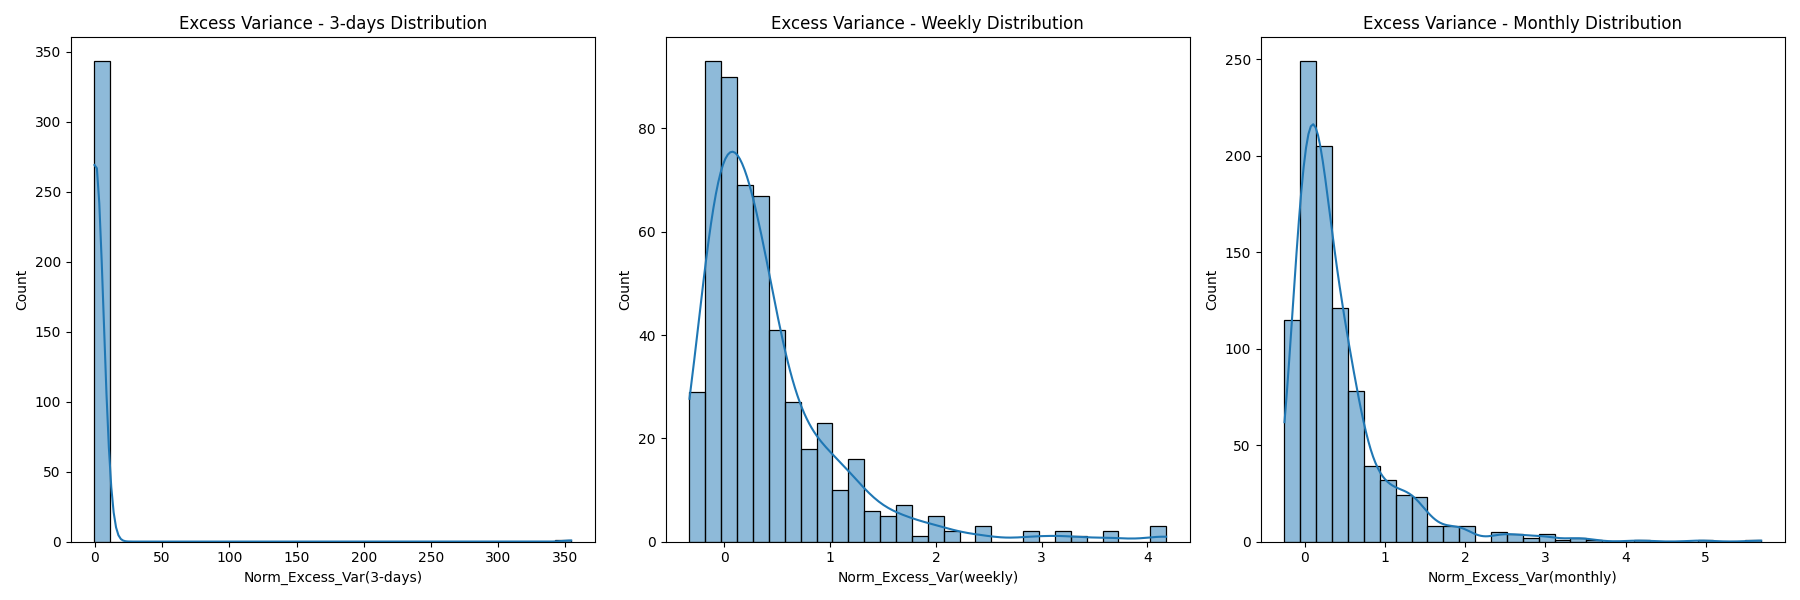 Excess Variance - 3-days Distribution
350
300
250
200
150
100
50
0
Count
0 50 100 150 200 250 300 350
Norm_Excess_Var(3-days)
Excess Variance - Weekly Distribution
80
60
40
20
0
Count
0 1 2 3 4
Norm_Excess_Var(weekly)
Excess Variance - Monthly Distribution
250
200
150
100
50
0
Count
0 1 2 3 4 5
Norm_Excess_Var(monthly)